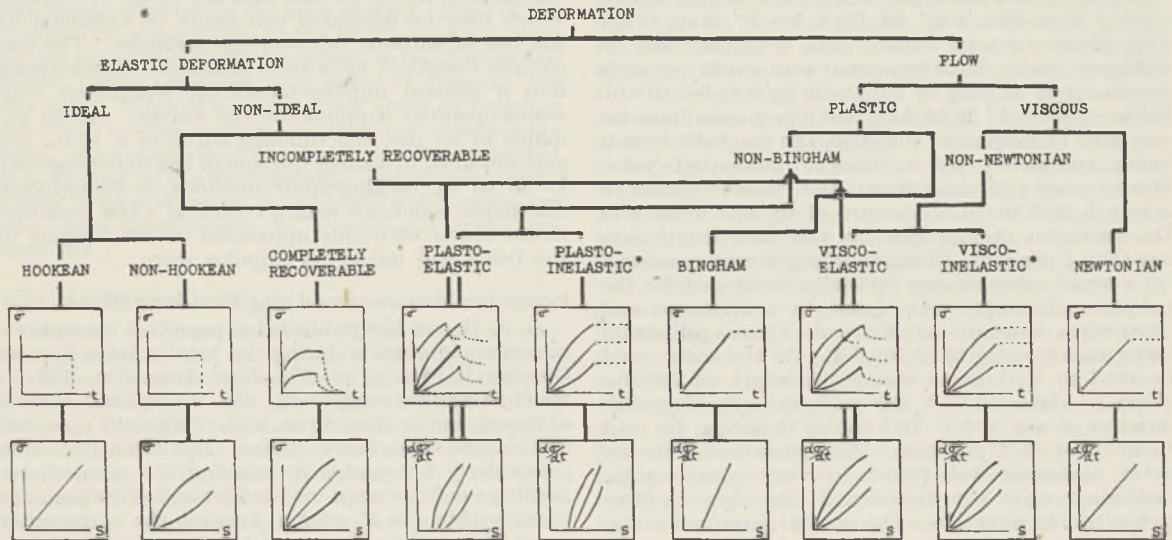 DEFORMATION
ELASTIC DEFORMATION
FLOW
IDEAL
NON-IDEAL
PLASTIC
VISCOUS
INCOMPLETELY RECOVERABLE
NON-BINGHAM
NON-NEWTONIAN
HOOKEAN
NON-HOOKEAN
COMPLETELY
RECOVERABLE
PLASTO-
ELASTIC
PLASTO-
INELASTIC*
BINGHAM
VISCO-
ELASTIC
VISCO-
INELASTIC*
NEWTONIAN
σ σ σ σ σ σ σ σ σ
t t t t t t t t t
σ σ σ
S S S S S S S S S